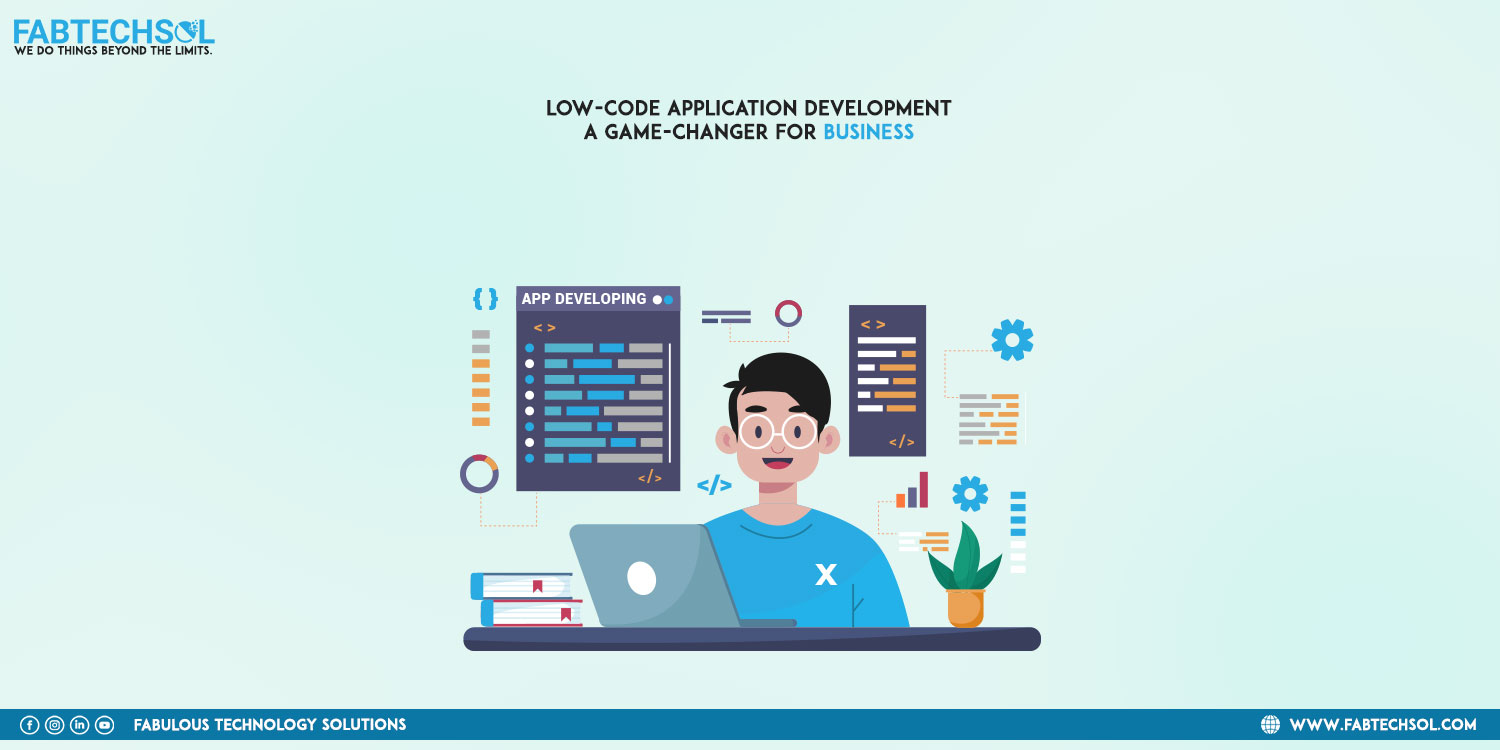 FABTECHSOL
WE DO THINGS BEYOND THE LIMITS.
LOW-CODE APPLICATION DEVELOPMENT
A GAME-CHANGER FOR BUSINESS
{ }
APP DEVELOPING
< >
< >
</>
</>
</>
X
FABULOUS TECHNOLOGY SOLUTIONS
WWW.FABTECHSOL.COM